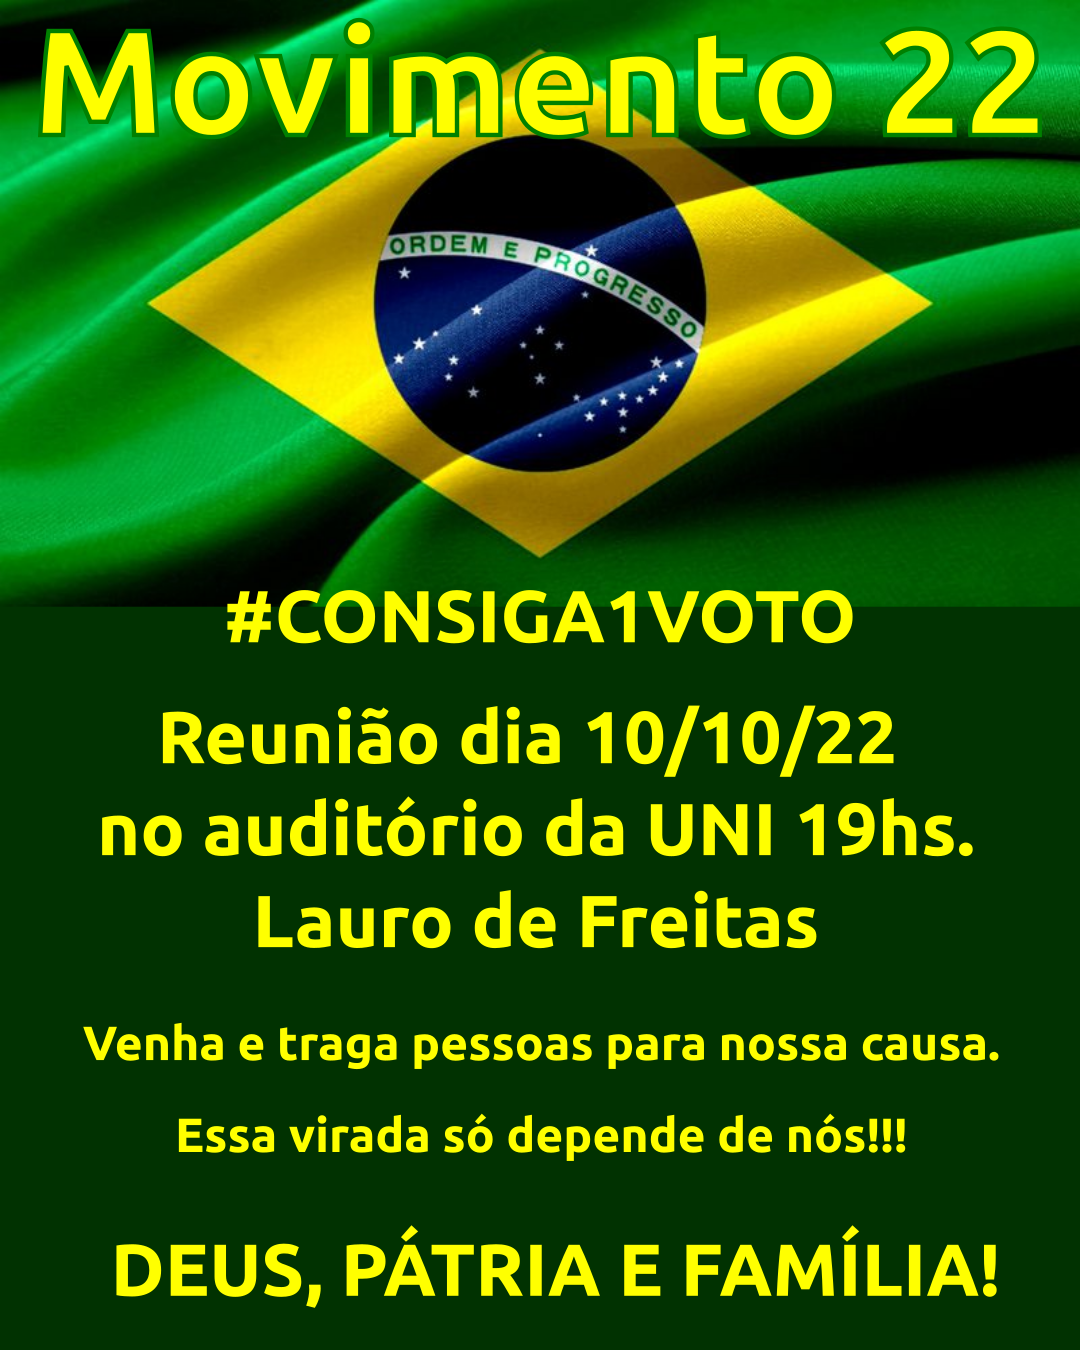 Movimento 22
ORDEM E PROGRESSO
#CONSIGA1VOTO
Reunião dia 10/10/22
no auditório da UNI 19hs.
Lauro de Freitas
Venha e traga pessoas para nossa causa.
Essa virada só depende de nós!!!
DEUS, PÁTRIA E FAMÍLIA!